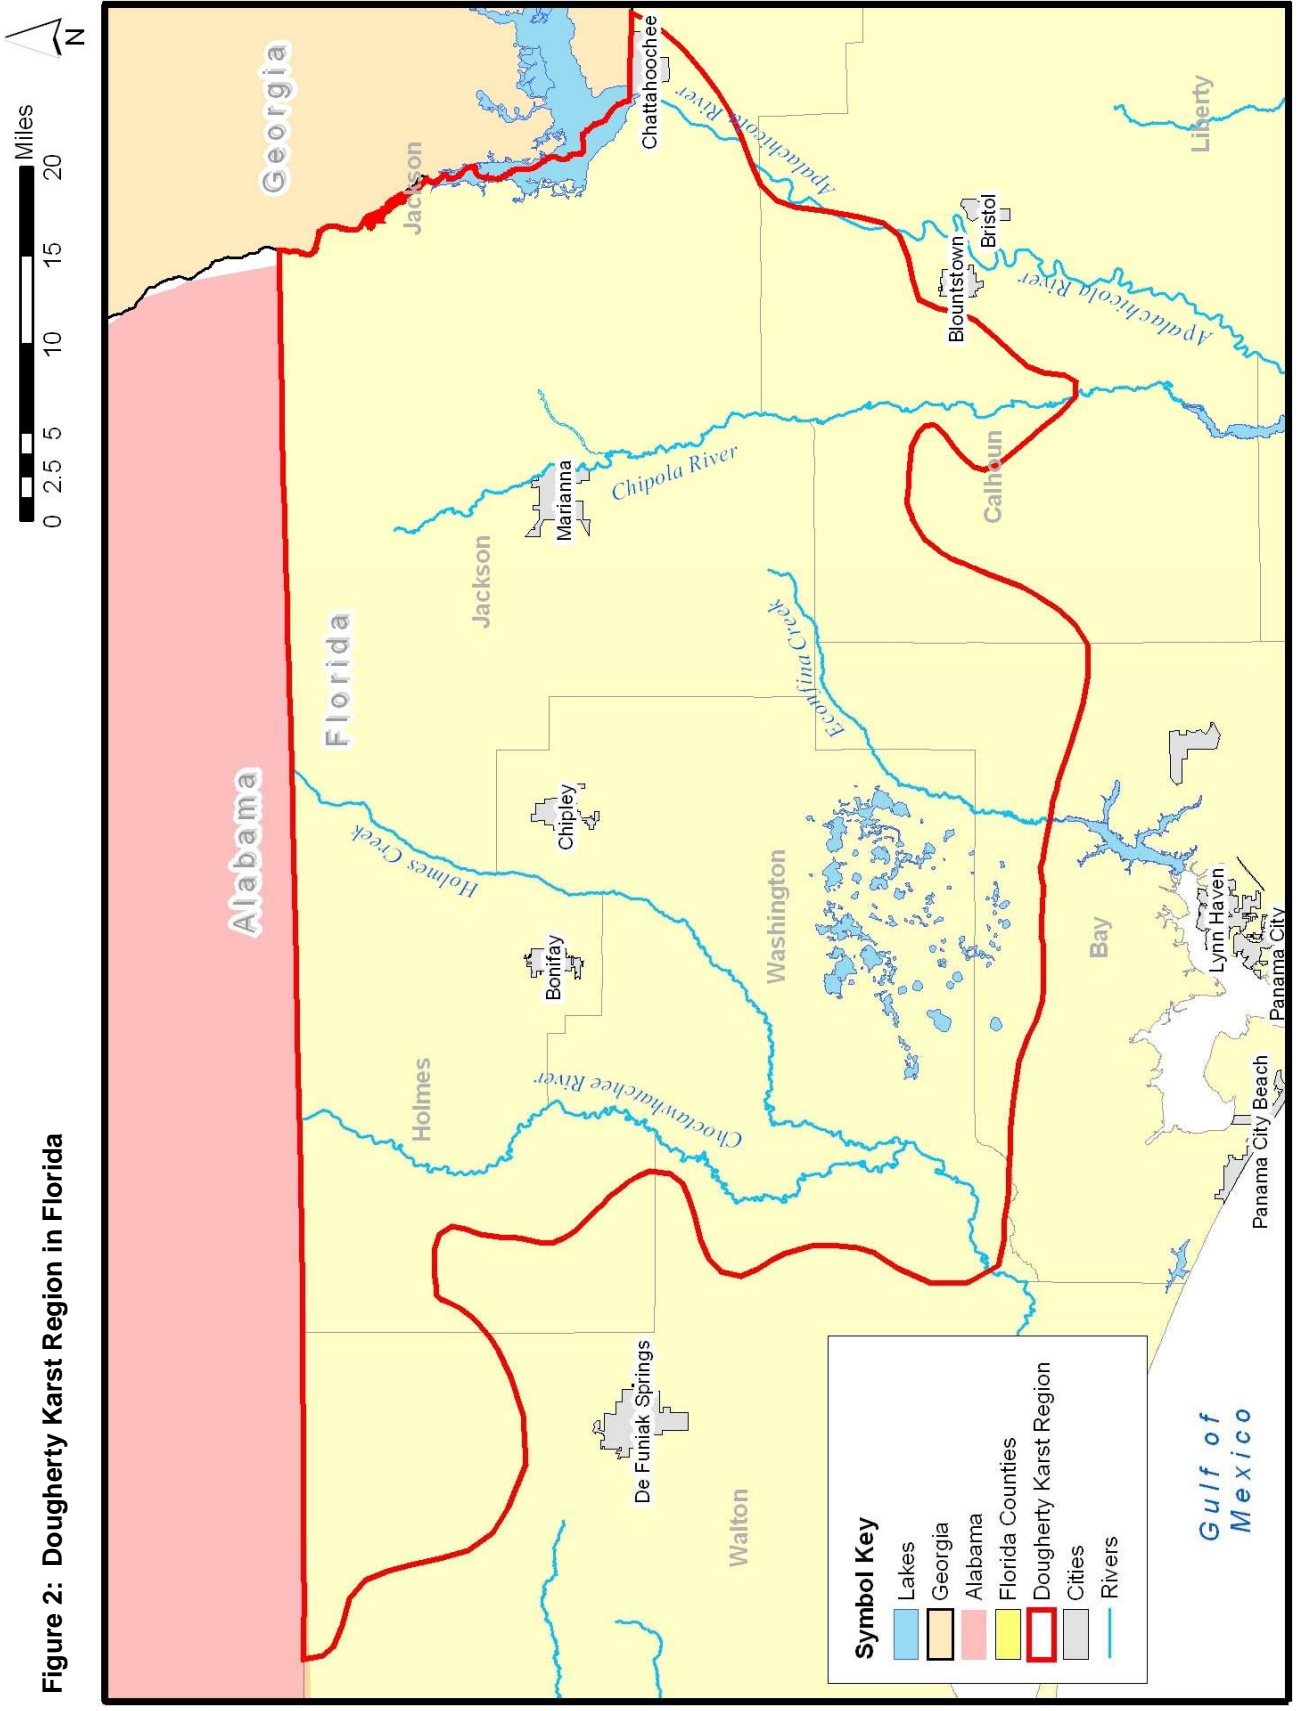 Figure 2: Dougherty Karst Region in Florida
0 2.5 5 10 15 20
Miles
N
Alabama
Georgia
Florida
Jackson
Holmes
Holmes Creek
Jackson
Chattahoochee
Bonifay
Chipley
Marianna
Choctawhatchee River
Chipola River
Apalachicola River
De Funiak Springs
Walton
Washington
Econfina Creek
Calhoun
Blountstown
Bristol
Apalachicola River
Liberty
Bay
Lynn Haven
Panama City
Panama City Beach
Gulf of
Mexico
Symbol Key
Lakes
Georgia
Alabama
Florida Counties
Dougherty Karst Region
Cities
Rivers